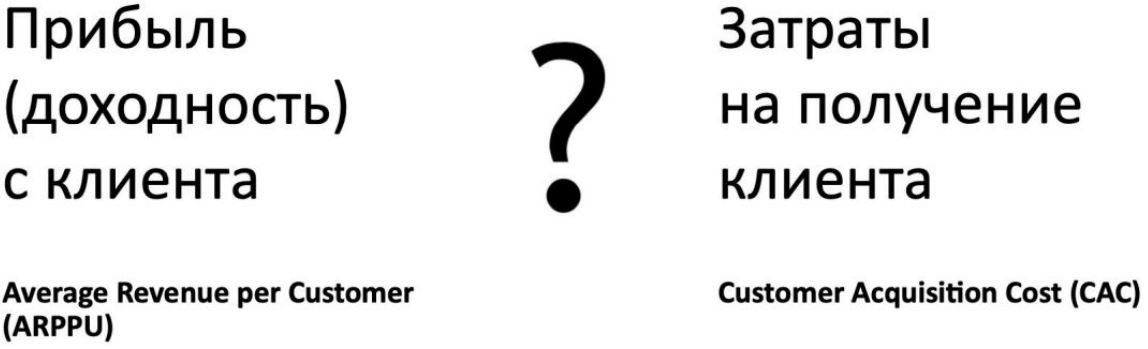 Прибыль
(доходность)
с клиента
?
Затраты
на получение
клиента
Average Revenue per Customer
(ARPPU)
Customer Acquisition Cost (CAC)